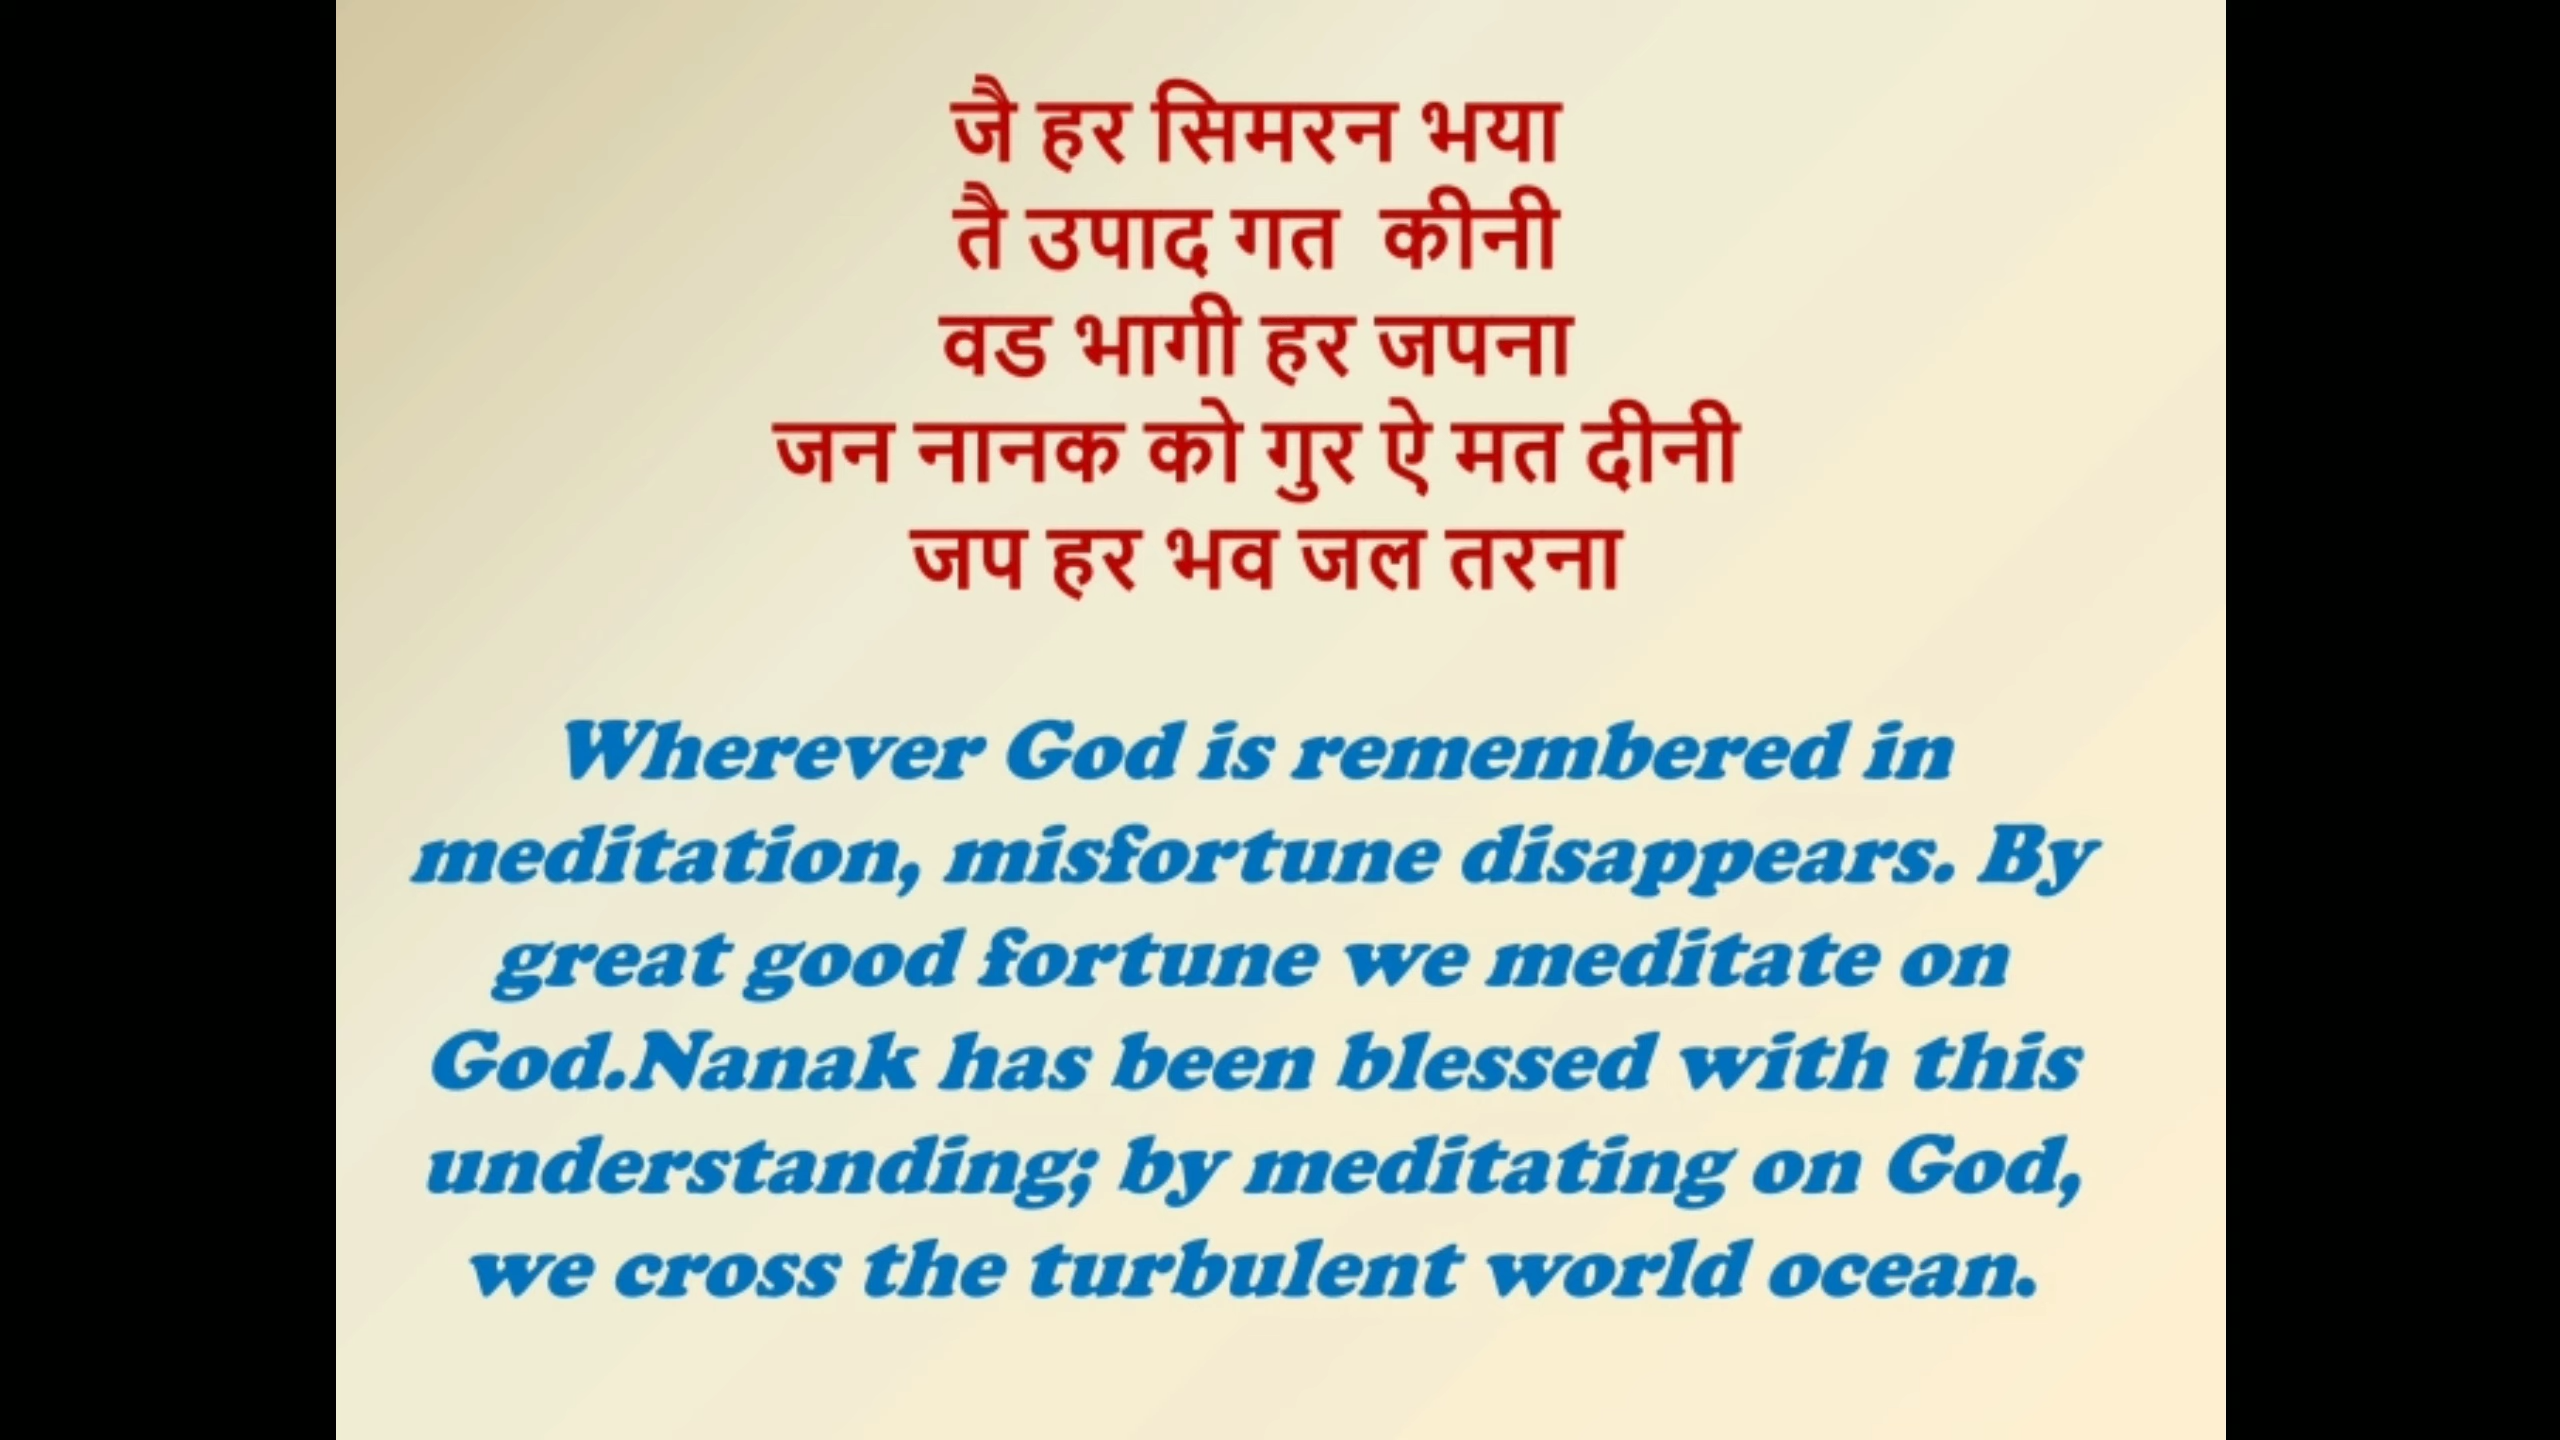 जै हर सिमरन भया
तै उपाद गत कीनी
वड भागी हर जपना
जन नानक को गुर ऐ मत दीनी
जप हर भव जल तरना
Wherever God is remembered in
meditation, misfortune disappears. By
great good fortune we meditate on
God.Nanak has been blessed with this
understanding; by meditating on God,
we cross the turbulent world ocean.